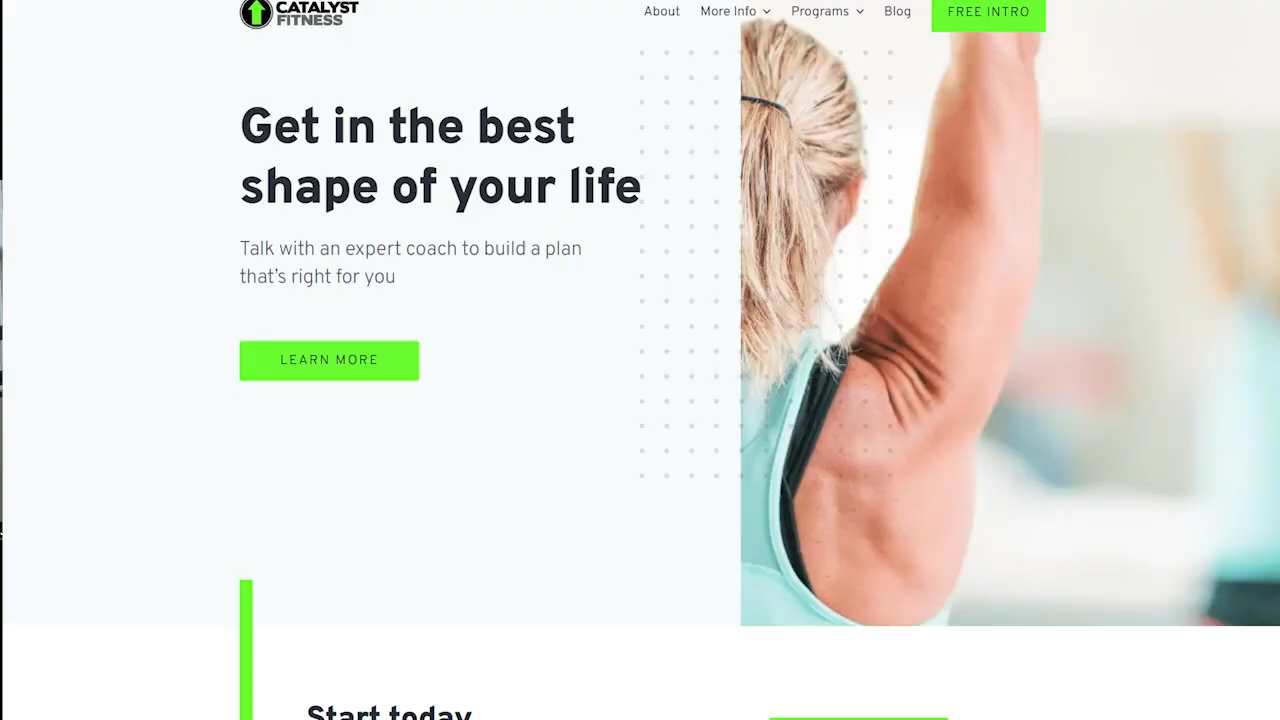 CATALYST
FITNESS
About
More Info
Programs
Blog
FREE INTRO
Get in the best
shape of your life
Talk with an expert coach to build a plan
that's right for you
LEARN MORE
Start today